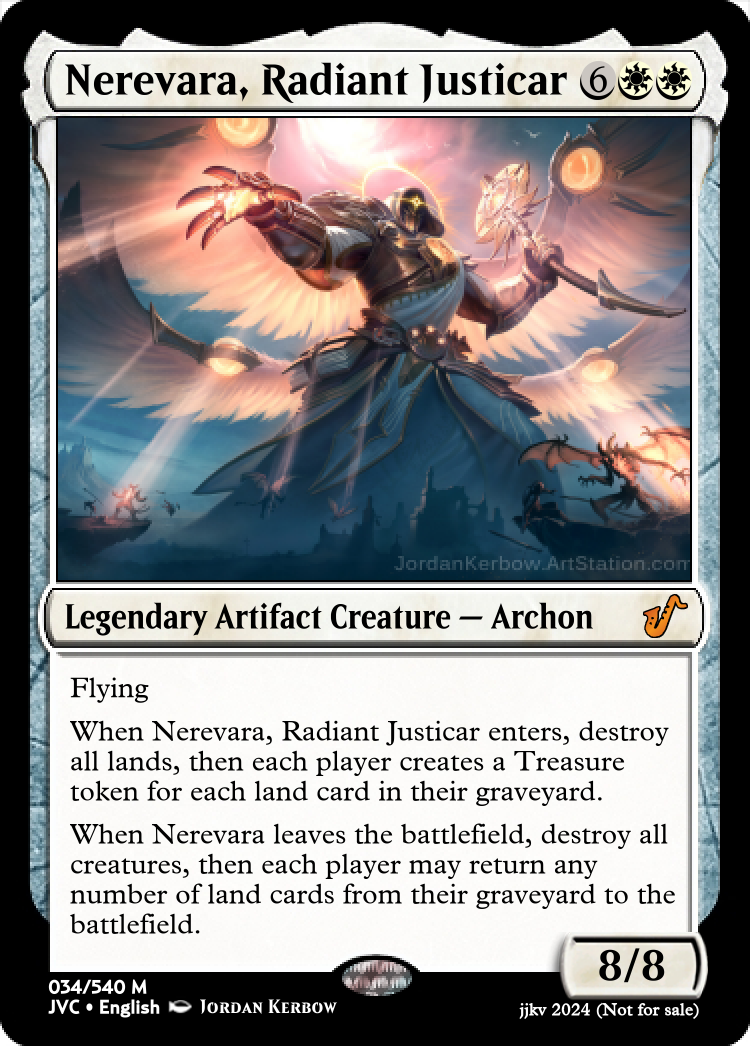 Nerevara, Radiant Justicar 6
JordanKerbow.ArtStation.com
Legendary Artifact Creature — Archon
Flying
When Nerevara, Radiant Justicar enters, destroy
all lands, then each player creates a Treasure
token for each land card in their graveyard.
When Nerevara leaves the battlefield, destroy all
creatures, then each player may return any
number of land cards from their graveyard to the
battlefield.
8/8
034/540 M
JVC • English Jordan Kerbow
jjkv 2024 (Not for sale)